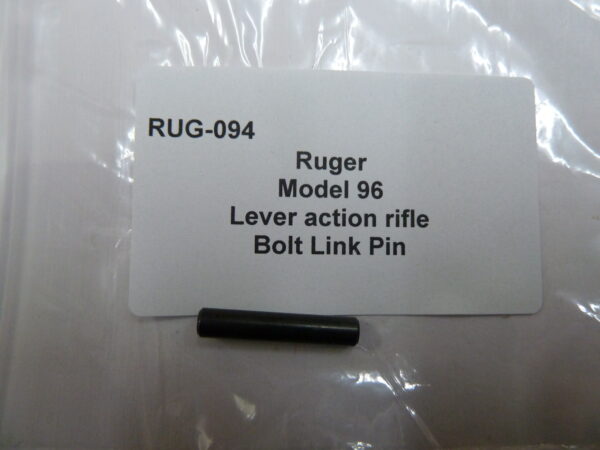 RUG-094
Ruger
Model 96
Lever action rifle
Bolt Link Pin